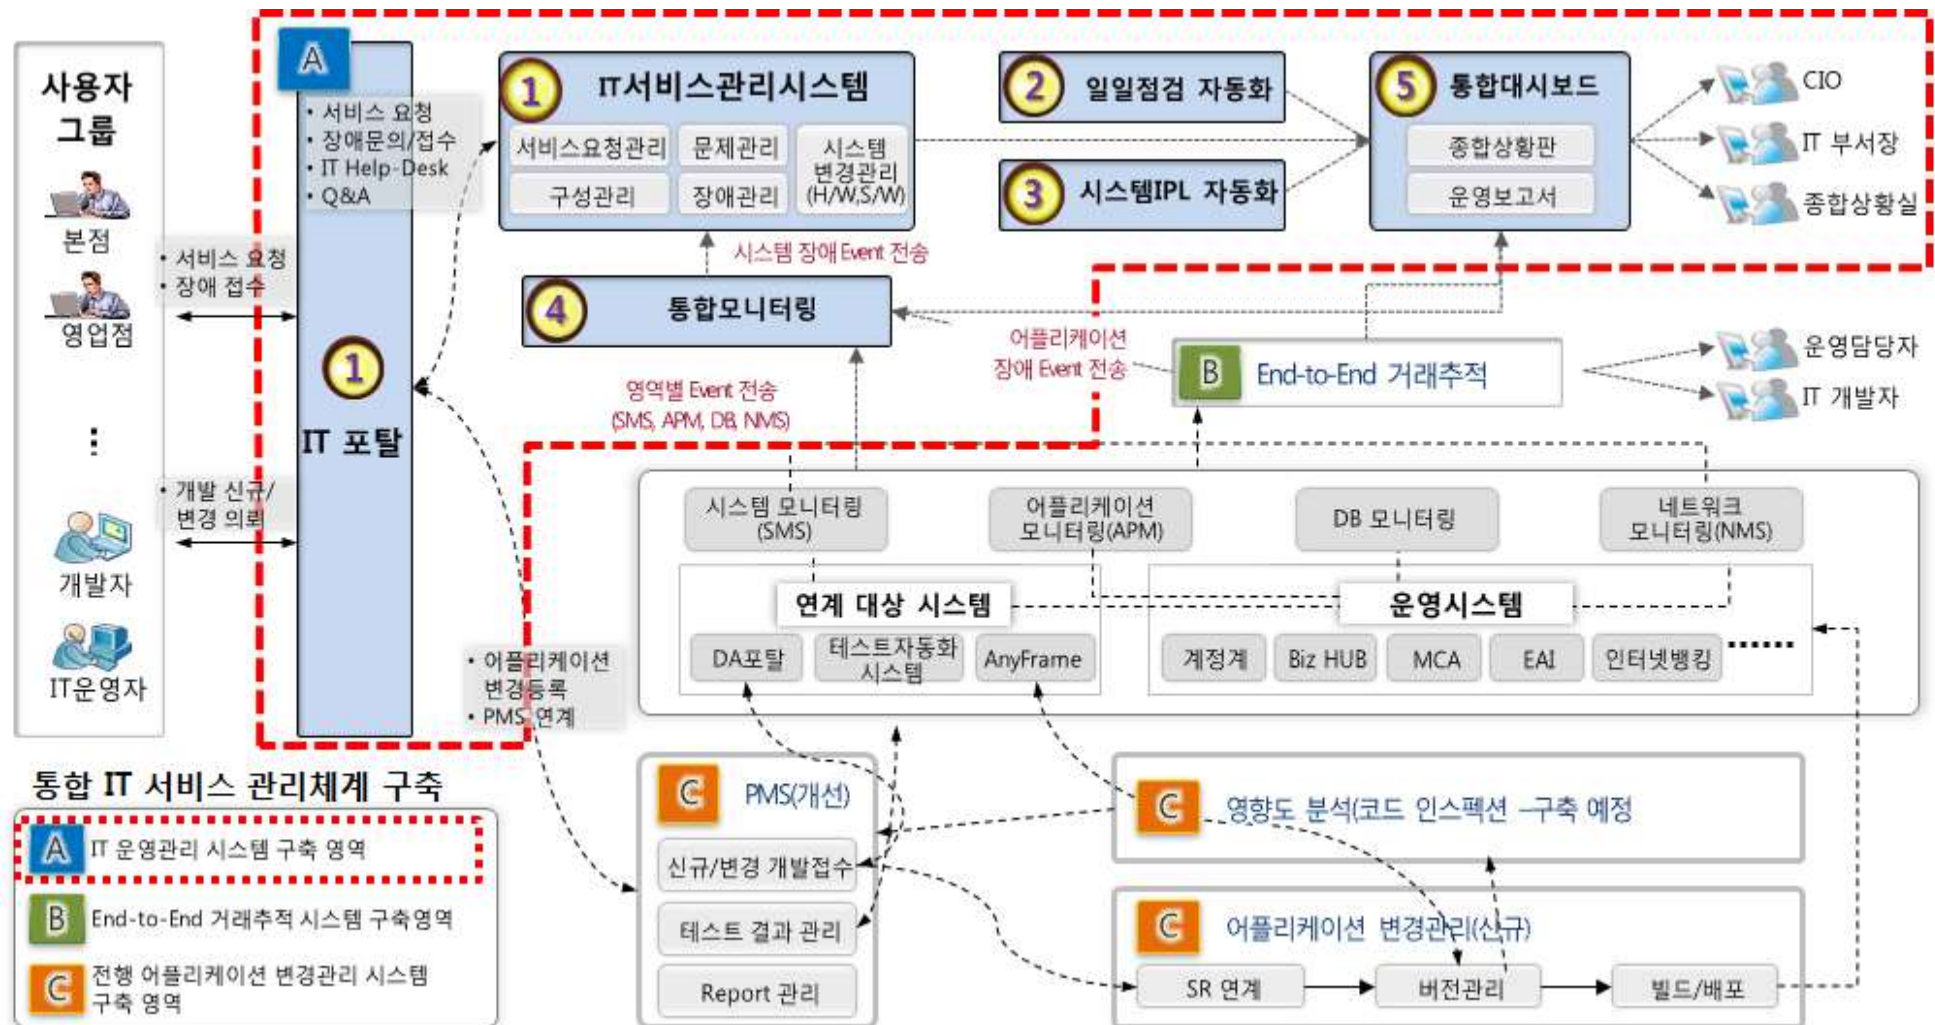 사용자
그룹
본점
영업점
⋮
개발자
IT운영자
• 서비스 요청
• 장애 접수
• 개발 신규/
변경 의뢰
A
• 서비스 요청
• 장애문의/접수
• IT Help-Desk
• Q&A
1
IT 포탈
1
IT서비스관리시스템
서비스요청관리
문제관리
시스템
변경관리
(H/W,S/W)
구성관리
장애관리
2
일일점검 자동화
3
시스템IPL 자동화
5
통합대시보드
종합상황판
운영보고서
CIO
IT 부서장
종합상황실
시스템 장애 Event 전송
4
통합모니터링
영역별 Event 전송
(SMS, APM, DB, NMS)
어플리케이션
장애 Event 전송
B
End-to-End 거래추적
운영담당자
IT 개발자
시스템 모니터링
(SMS)
어플리케이션
모니터링(APM)
DB 모니터링
네트워크
모니터링(NMS)
연계 대상 시스템
DA포탈
테스트자동화
시스템
AnyFrame
운영시스템
계정계
Biz HUB
MCA
EAI
인터넷뱅킹
......
• 어플리케이션
변경등록
• PMS 연계
C
PMS(개선)
신규/변경 개발접수
테스트 결과 관리
Report 관리
C
영향도 분석(코드 인스펙션 –구축 예정
C
어플리케이션 변경관리(신규)
SR 연계
버전관리
빌드/배포
통합 IT 서비스 관리체계 구축
A
IT 운영관리 시스템 구축 영역
B
End-to-End 거래추적 시스템 구축영역
C
전행 어플리케이션 변경관리 시스템
구축 영역